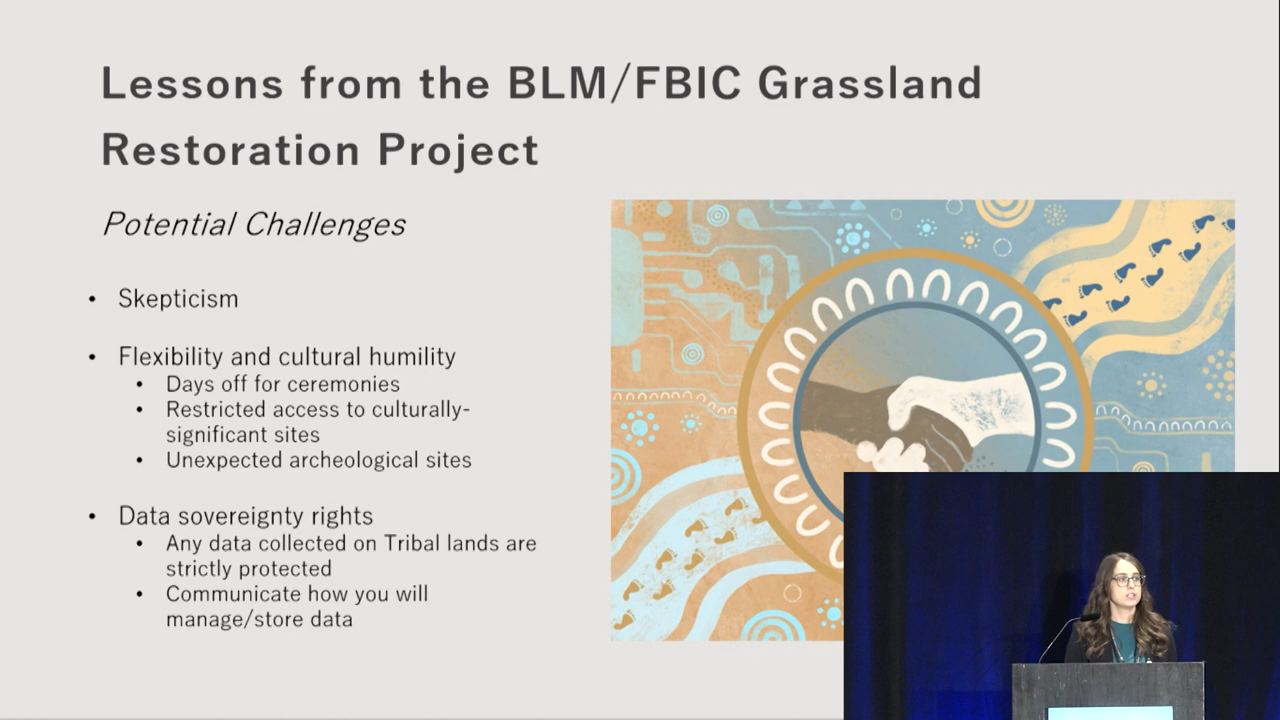 Lessons from the BLM/FBIC Grassland
Restoration Project
Potential Challenges
• Skepticism
• Flexibility and cultural humility
• Days off for ceremonies
• Restricted access to culturally-
significant sites
• Unexpected archeological sites
• Data sovereignty rights
• Any data collected on Tribal lands are
strictly protected
• Communicate how you will
manage/store data